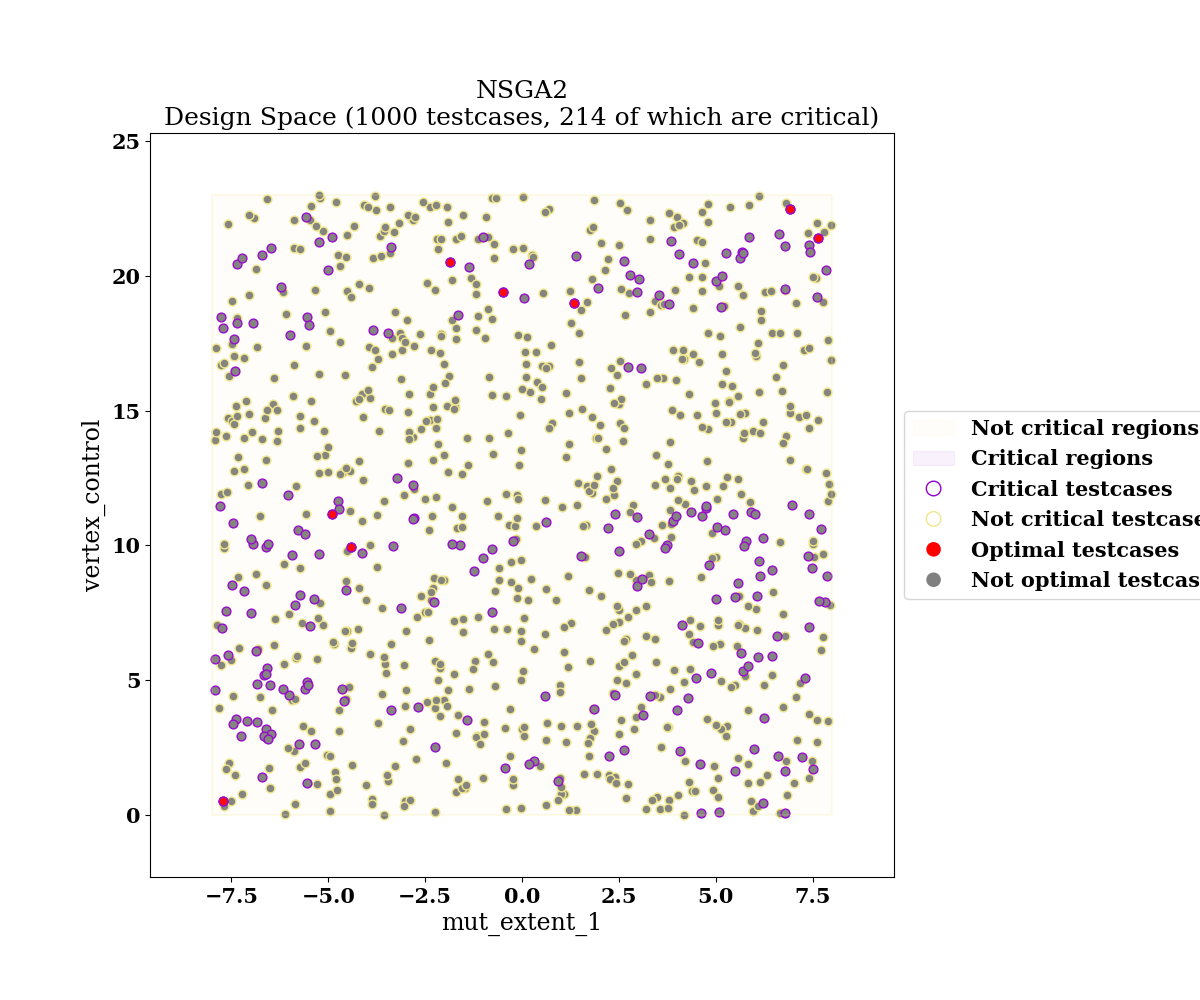 NSGA2
Design Space (1000 testcases, 214 of which are critical)
25
20
15
10
5
0
vertex_control
−7.5 −5.0 −2.5 0.0 2.5 5.0 7.5
mut_extent_1
Not critical regions
Critical regions
Critical testcases
Not critical testcase
Optimal testcases
Not optimal testcas